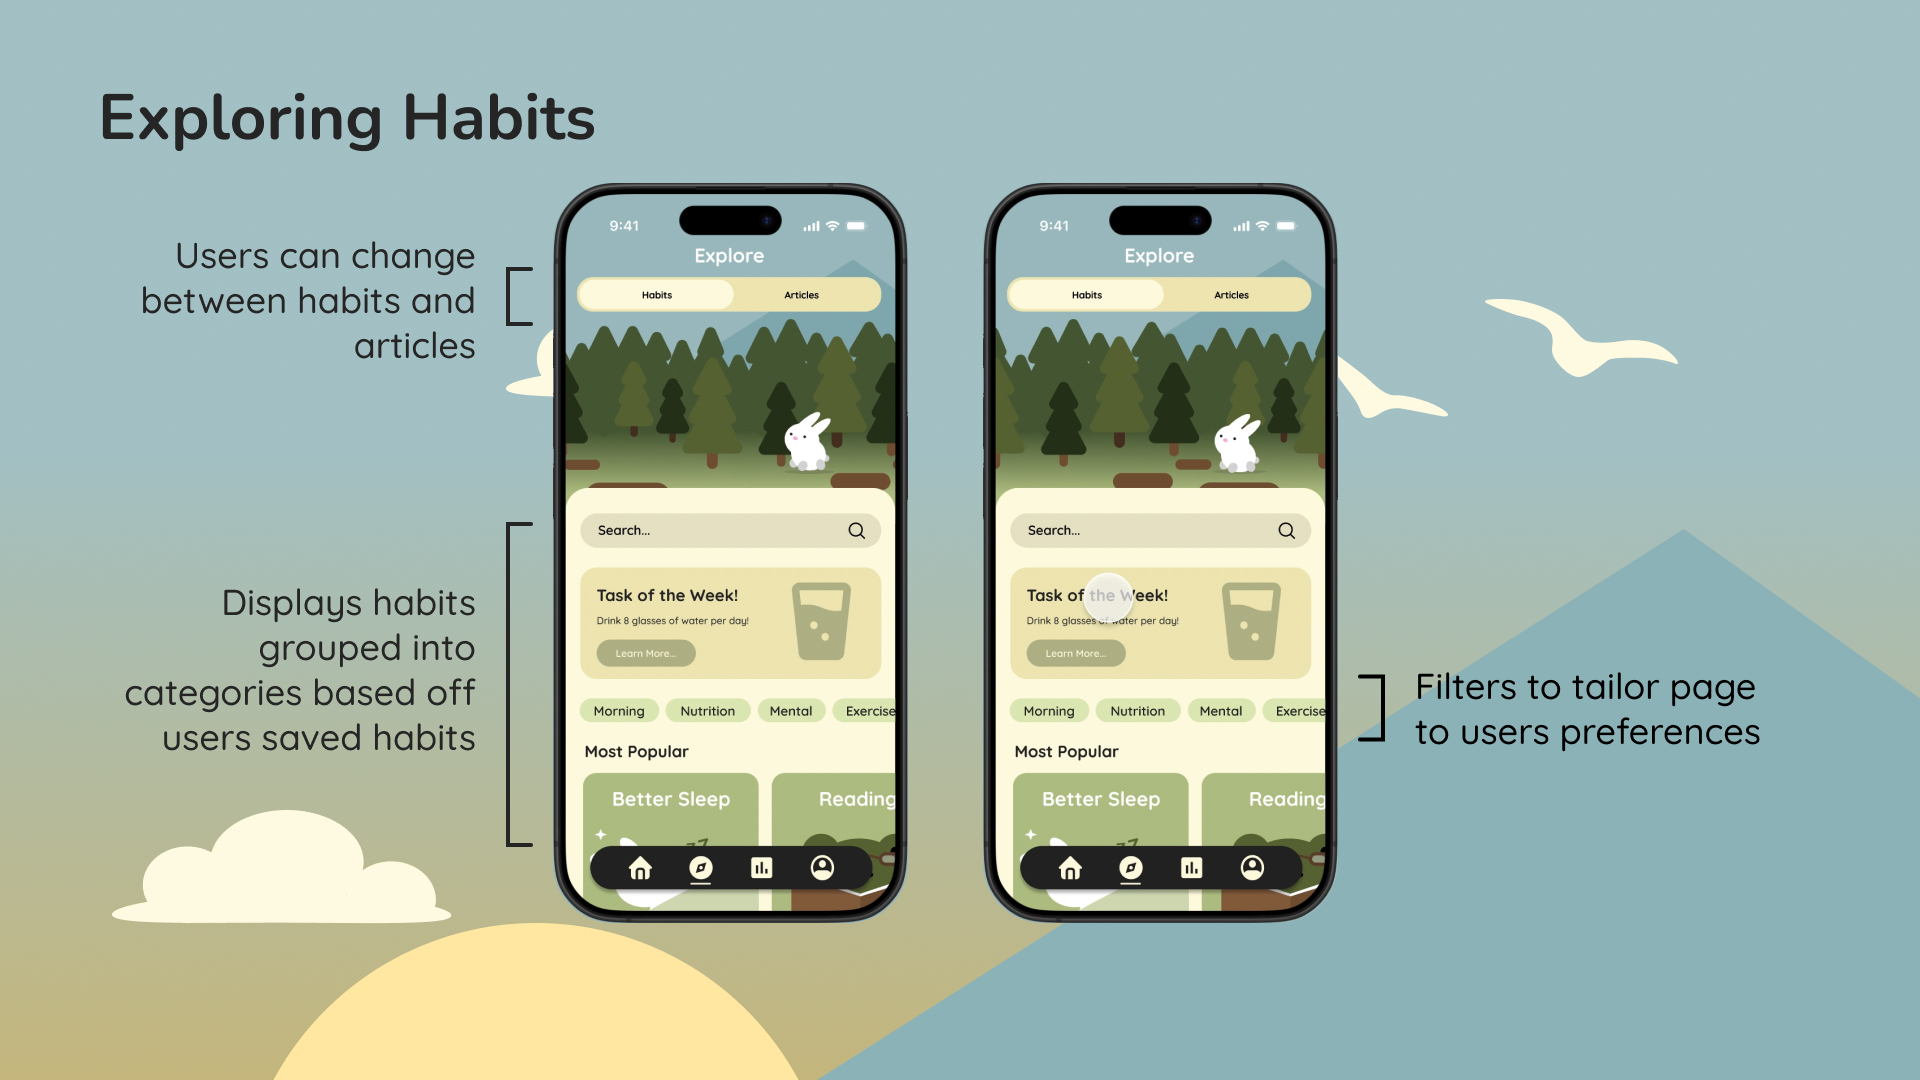 Exploring Habits
Users can change
between habits and
articles
Displays habits
grouped into
categories based off
users saved habits
9:41
Explore
Habits
Articles
Search...
Task of the Week!
Drink 8 glasses of water per day!
Learn More...
Morning
Nutrition
Mental
Exercise
Most Popular
Better Sleep
Reading
zz
9:41
Explore
Habits
Articles
Search...
Task of the Week!
Drink 8 glasses of water per day!
Learn More...
Morning
Nutrition
Mental
Exercise
Most Popular
Better Sleep
Reading
zz
Filters to tailor page
to users preferences